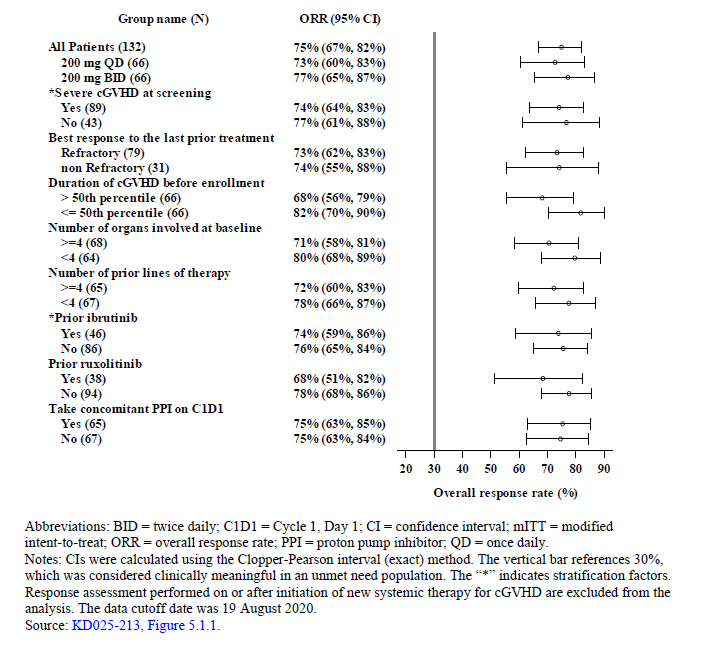 Group name (N) ORR (95% CI)
All Patients (132) 75% (67%, 82%)
200 mg QD (66) 73% (60%, 83%)
200 mg BID (66) 77% (65%, 87%)
*Severe cGVHD at screening
Yes (89) 74% (64%, 83%)
No (43) 77% (61%, 88%)
Best response to the last prior treatment
Refractory (79) 73% (62%, 83%)
non Refractory (31) 74% (55%, 88%)
Duration of cGVHD before enrollment
> 50th percentile (66) 68% (56%, 79%)
<= 50th percentile (66) 82% (70%, 90%)
Number of organs involved at baseline
>=4 (68) 71% (58%, 81%)
<4 (64) 80% (68%, 89%)
Number of prior lines of therapy
>=4 (65) 72% (60%, 83%)
<4 (67) 78% (66%, 87%)
*Prior ibrutinib
Yes (46) 74% (59%, 86%)
No (86) 76% (65%, 84%)
Prior ruxolitinib
Yes (38) 68% (51%, 82%)
No (94) 78% (68%, 86%)
Take concomitant PPI on C1D1
Yes (65) 75% (63%, 85%)
No (67) 75% (63%, 84%)
20 30 40 50 60 70 80 90
Overall response rate (%)
Abbreviations: BID = twice daily; C1D1 = Cycle 1, Day 1; CI = confidence interval; mITT = modified
intent-to-treat; ORR = overall response rate; PPI = proton pump inhibitor; QD = once daily.
Notes: CIs were calculated using the Clopper-Pearson interval (exact) method. The vertical bar references 30%,
which was considered clinically meaningful in an unmet need population. The “*” indicates stratification factors.
Response assessment performed on or after initiation of new systemic therapy for cGVHD are excluded from the
analysis. The data cutoff date was 19 August 2020.
Source: KD025-213, Figure 5.1.1.